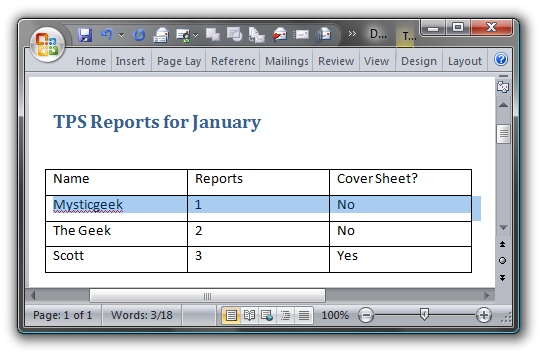 D... T...
Home Insert Page Lay Referenc Mailings Review View Design Layout
TPS Reports for January
Name Reports Cover Sheet?
Mysticgeek 1 No
The Geek 2 No
Scott 3 Yes
Page: 1 of 1 Words: 3/18 100%